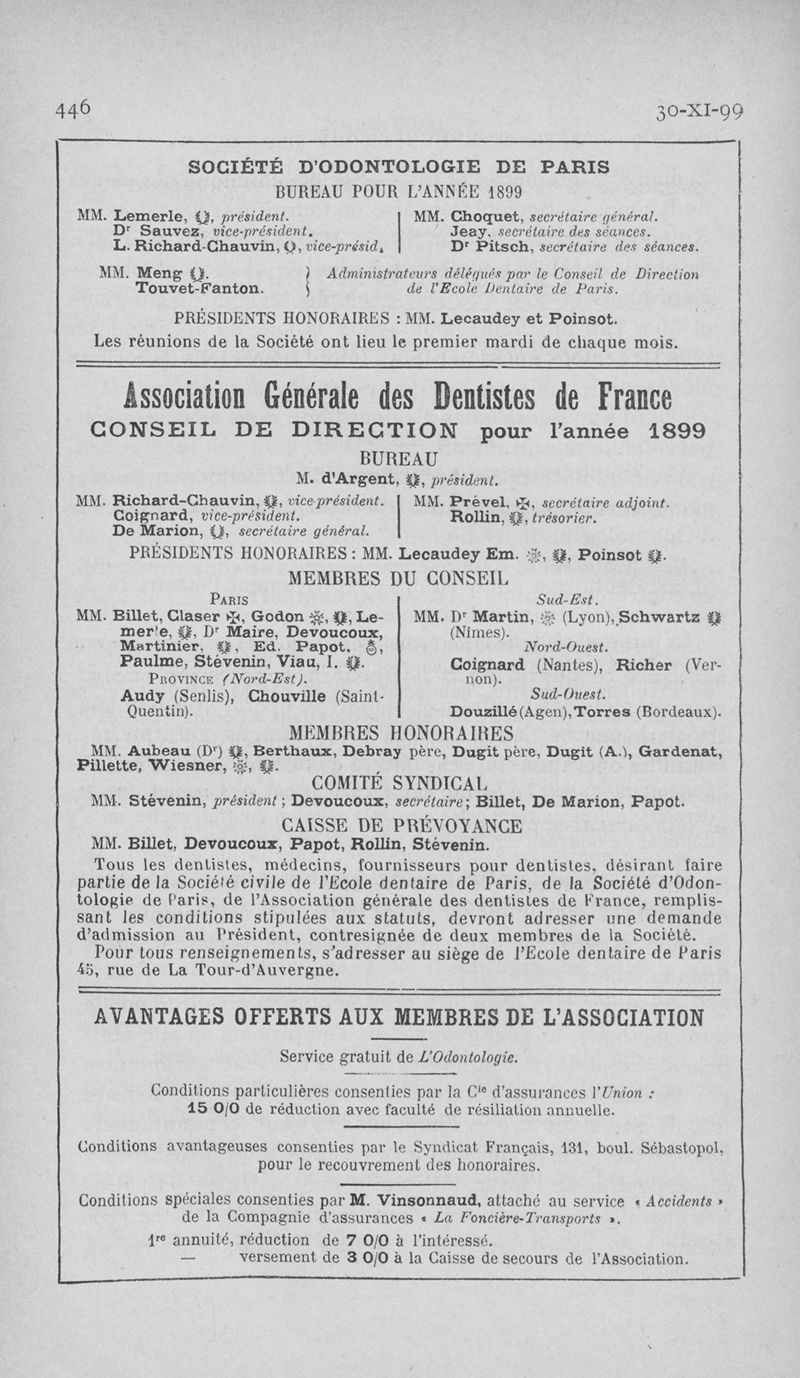 446
30-XI-99
SOCIÉTÉ D'ODONTOLOGIE DE PARIS
BUREAU POUR L'ANNÉE 1899
MM. Lemerle, président.
Dr Sauvez, vice-président.
L. Richard-Chauvin, vice-présid.
MM. Choquet, secrétaire général.
Jeay, secrétaire des séances.
Dr Pitsch, secrétaire des séances.
MM. Meng
Touvet-Fanton.
Administrateurs délégués par le Conseil de Direction
de l'Ecole Dentaire de Paris.
PRÉSIDENTS HONORAIRES : MM. Lecaudey et Poinsot.
Les réunions de la Société ont lieu le premier mardi de chaque mois.
Association Générale des Dentistes de France
CONSEIL DE DIRECTION pour l'année 1899
BUREAU
M. d'Argent, président.
MM. Richard-Chauvin, vice-président.
Coignard, vice-président.
De Marion, secrétaire général.
MM. Prével, ✠, secrétaire adjoint.
Rollin, trésorier.
PRÉSIDENTS HONORAIRES : MM. Lecaudey Em. Poinsot
MEMBRES DU CONSEIL
PARIS
MM. Billet, Claser ✠, Godon Le-
merle, Dr Maire, Devoucoux,
Martinier, Ed. Papot,
Paulme, Stévenin, Viau, I.
PROVINCE (Nord-Est).
Audy (Senlis), Chouville (Saint-
Quentin).
Sud-Est.
MM. Dr Martin, (Lyon), Schwartz
(Nimes).
Nord-Ouest.
Coignard (Nantes), Richer (Ver-
non).
Sud-Ouest.
Douzillé (Agen), Torres (Bordeaux).
MEMBRES HONORAIRES
MM. Aubeau (Dr) Berthaux, Debray père, Dugit père, Dugit (A.), Gardenat,
Pillette, Wiesner,
COMITÉ SYNDICAL
MM. Stévenin, président ; Devoucoux, secrétaire ; Billet, De Marion, Papot.
CAISSE DE PRÉVOYANCE
MM. Billet, Devoucoux, Papot, Rollin, Stévenin.
Tous les dentistes, médecins, fournisseurs pour dentistes, désirant faire
partie de la Société civile de l'Ecole dentaire de Paris, de la Société d'Odon-
tologie de Paris, de l'Association générale des dentistes de France, remplis-
sant les conditions stipulées aux statuts, devront adresser une demande
d'admission au Président, contresignée de deux membres de la Société.
Pour tous renseignements, s'adresser au siège de l'Ecole dentaire de Paris
45, rue de La Tour-d'Auvergne.
AVANTAGES OFFERTS AUX MEMBRES DE L'ASSOCIATION
Service gratuit de L'Odontologie.
Conditions particulières consenties par la Cie d'assurances l'Union :
15 0/0 de réduction avec faculté de résiliation annuelle.
Conditions avantageuses consenties par le Syndicat Français, 131, boul. Sébastopol,
pour le recouvrement des honoraires.
Conditions spéciales consenties par M. Vinsonnaud, attaché au service « Accidents »
de la Compagnie d'assurances « La Foncière-Transports ».
1re annuité, réduction de 7 0/0 à l'intéressé.
— versement de 3 0/0 à la Caisse de secours de l'Association.